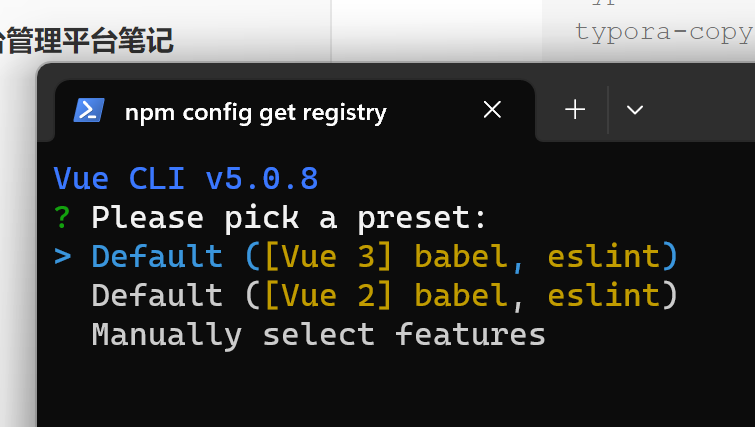 台管理平台笔记
typora-copy
npm config get registry
Vue CLI v5.0.8
? Please pick a preset:
> Default ([Vue 3] babel, eslint)
Default ([Vue 2] babel, eslint)
Manually select features